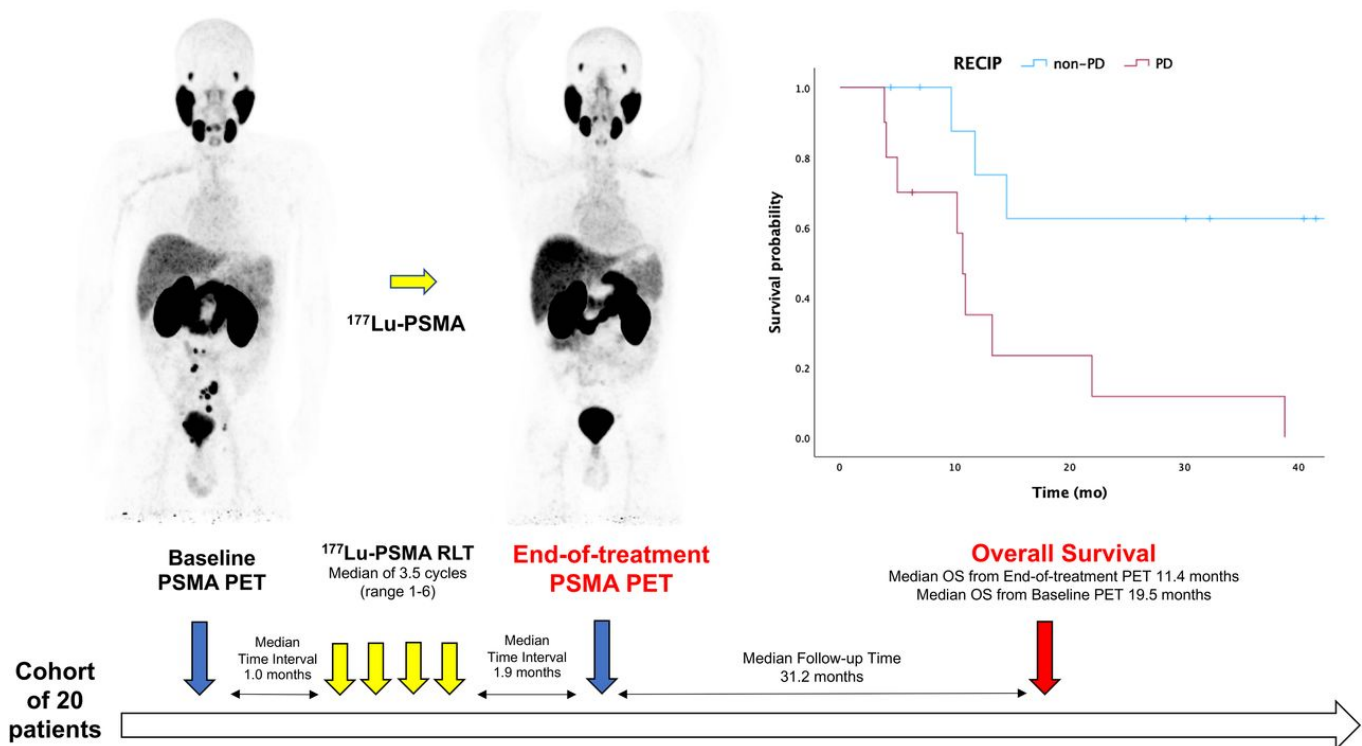 RECIP non-PD PD
1.0
0.8
0.6
0.4
0.2
0.0
Survival probability
0 10 20 30 40
Time (mo)
¹⁷⁷Lu-PSMA
Baseline
PSMA PET
¹⁷⁷Lu-PSMA RLT
Median of 3.5 cycles
(range 1-6)
End-of-treatment
PSMA PET
Overall Survival
Median OS from End-of-treatment PET 11.4 months
Median OS from Baseline PET 19.5 months
Median
Time Interval
1.0 months
Median
Time Interval
1.9 months
Median Follow-up Time
31.2 months
Cohort
of 20
patients